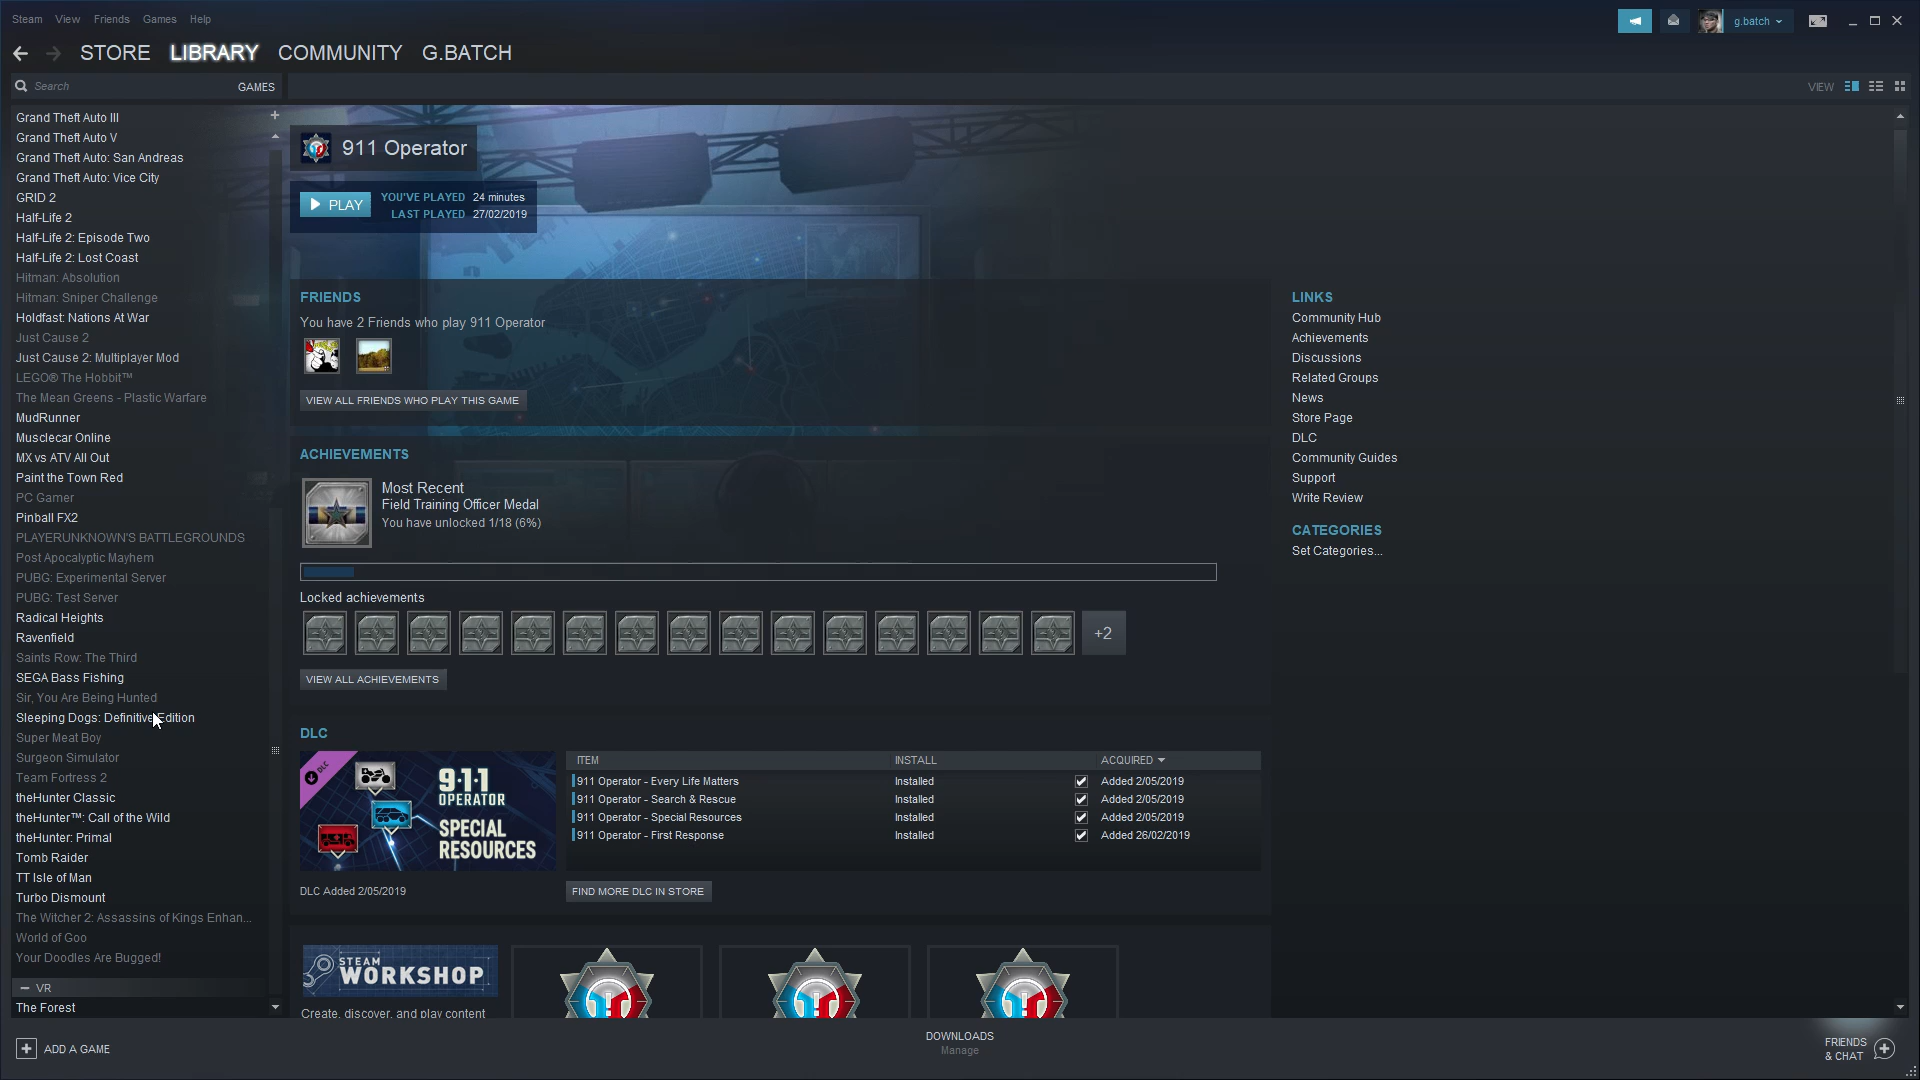 Steam View Friends Games Help
g.batch
STORE LIBRARY COMMUNITY G.BATCH
Search GAMES
VIEW
Grand Theft Auto III
Grand Theft Auto V
Grand Theft Auto: San Andreas
Grand Theft Auto: Vice City
GRID 2
Half-Life 2
Half-Life 2: Episode Two
Half-Life 2: Lost Coast
Hitman: Absolution
Hitman: Sniper Challenge
Holdfast: Nations At War
Just Cause 2
Just Cause 2: Multiplayer Mod
LEGO® The Hobbit™
The Mean Greens - Plastic Warfare
MudRunner
Musclecar Online
MX vs ATV All Out
Paint the Town Red
PC Gamer
Pinball FX2
PLAYERUNKNOWN'S BATTLEGROUNDS
Post Apocalyptic Mayhem
PUBG: Experimental Server
PUBG: Test Server
Radical Heights
Ravenfield
Saints Row: The Third
SEGA Bass Fishing
Sir, You Are Being Hunted
Sleeping Dogs: Definitive Edition
Super Meat Boy
Surgeon Simulator
Team Fortress 2
theHunter Classic
theHunter™: Call of the Wild
theHunter: Primal
Tomb Raider
TT Isle of Man
Turbo Dismount
The Witcher 2: Assassins of Kings Enhan...
World of Goo
Your Doodles Are Bugged!
VR
The Forest
ADD A GAME
911 Operator
PLAY
YOU'VE PLAYED 24 minutes
LAST PLAYED 27/02/2019
FRIENDS
You have 2 Friends who play 911 Operator
VIEW ALL FRIENDS WHO PLAY THIS GAME
ACHIEVEMENTS
Most Recent
Field Training Officer Medal
You have unlocked 1/18 (6%)
Locked achievements
+2
VIEW ALL ACHIEVEMENTS
DLC
DLC
9-1-1
OPERATOR
SPECIAL
RESOURCES
DLC Added 2/05/2019
ITEM INSTALL ACQUIRED
911 Operator - Every Life Matters Installed Added 2/05/2019
911 Operator - Search & Rescue Installed Added 2/05/2019
911 Operator - Special Resources Installed Added 2/05/2019
911 Operator - First Response Installed Added 26/02/2019
FIND MORE DLC IN STORE
STEAM
WORKSHOP
Create, discover, and play content
LINKS
Community Hub
Achievements
Discussions
Related Groups
News
Store Page
DLC
Community Guides
Support
Write Review
CATEGORIES
Set Categories...
DOWNLOADS
Manage
FRIENDS
& CHAT